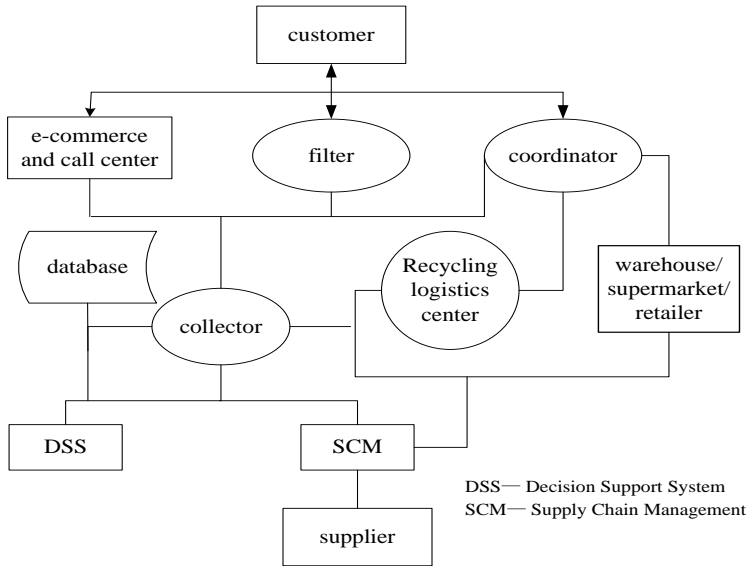 customer
e-commerce
and call center
filter
coordinator
database
Recycling
logistics
center
warehouse/
supermarket/
retailer
collector
DSS
SCM
DSS— Decision Support System
SCM— Supply Chain Management
supplier